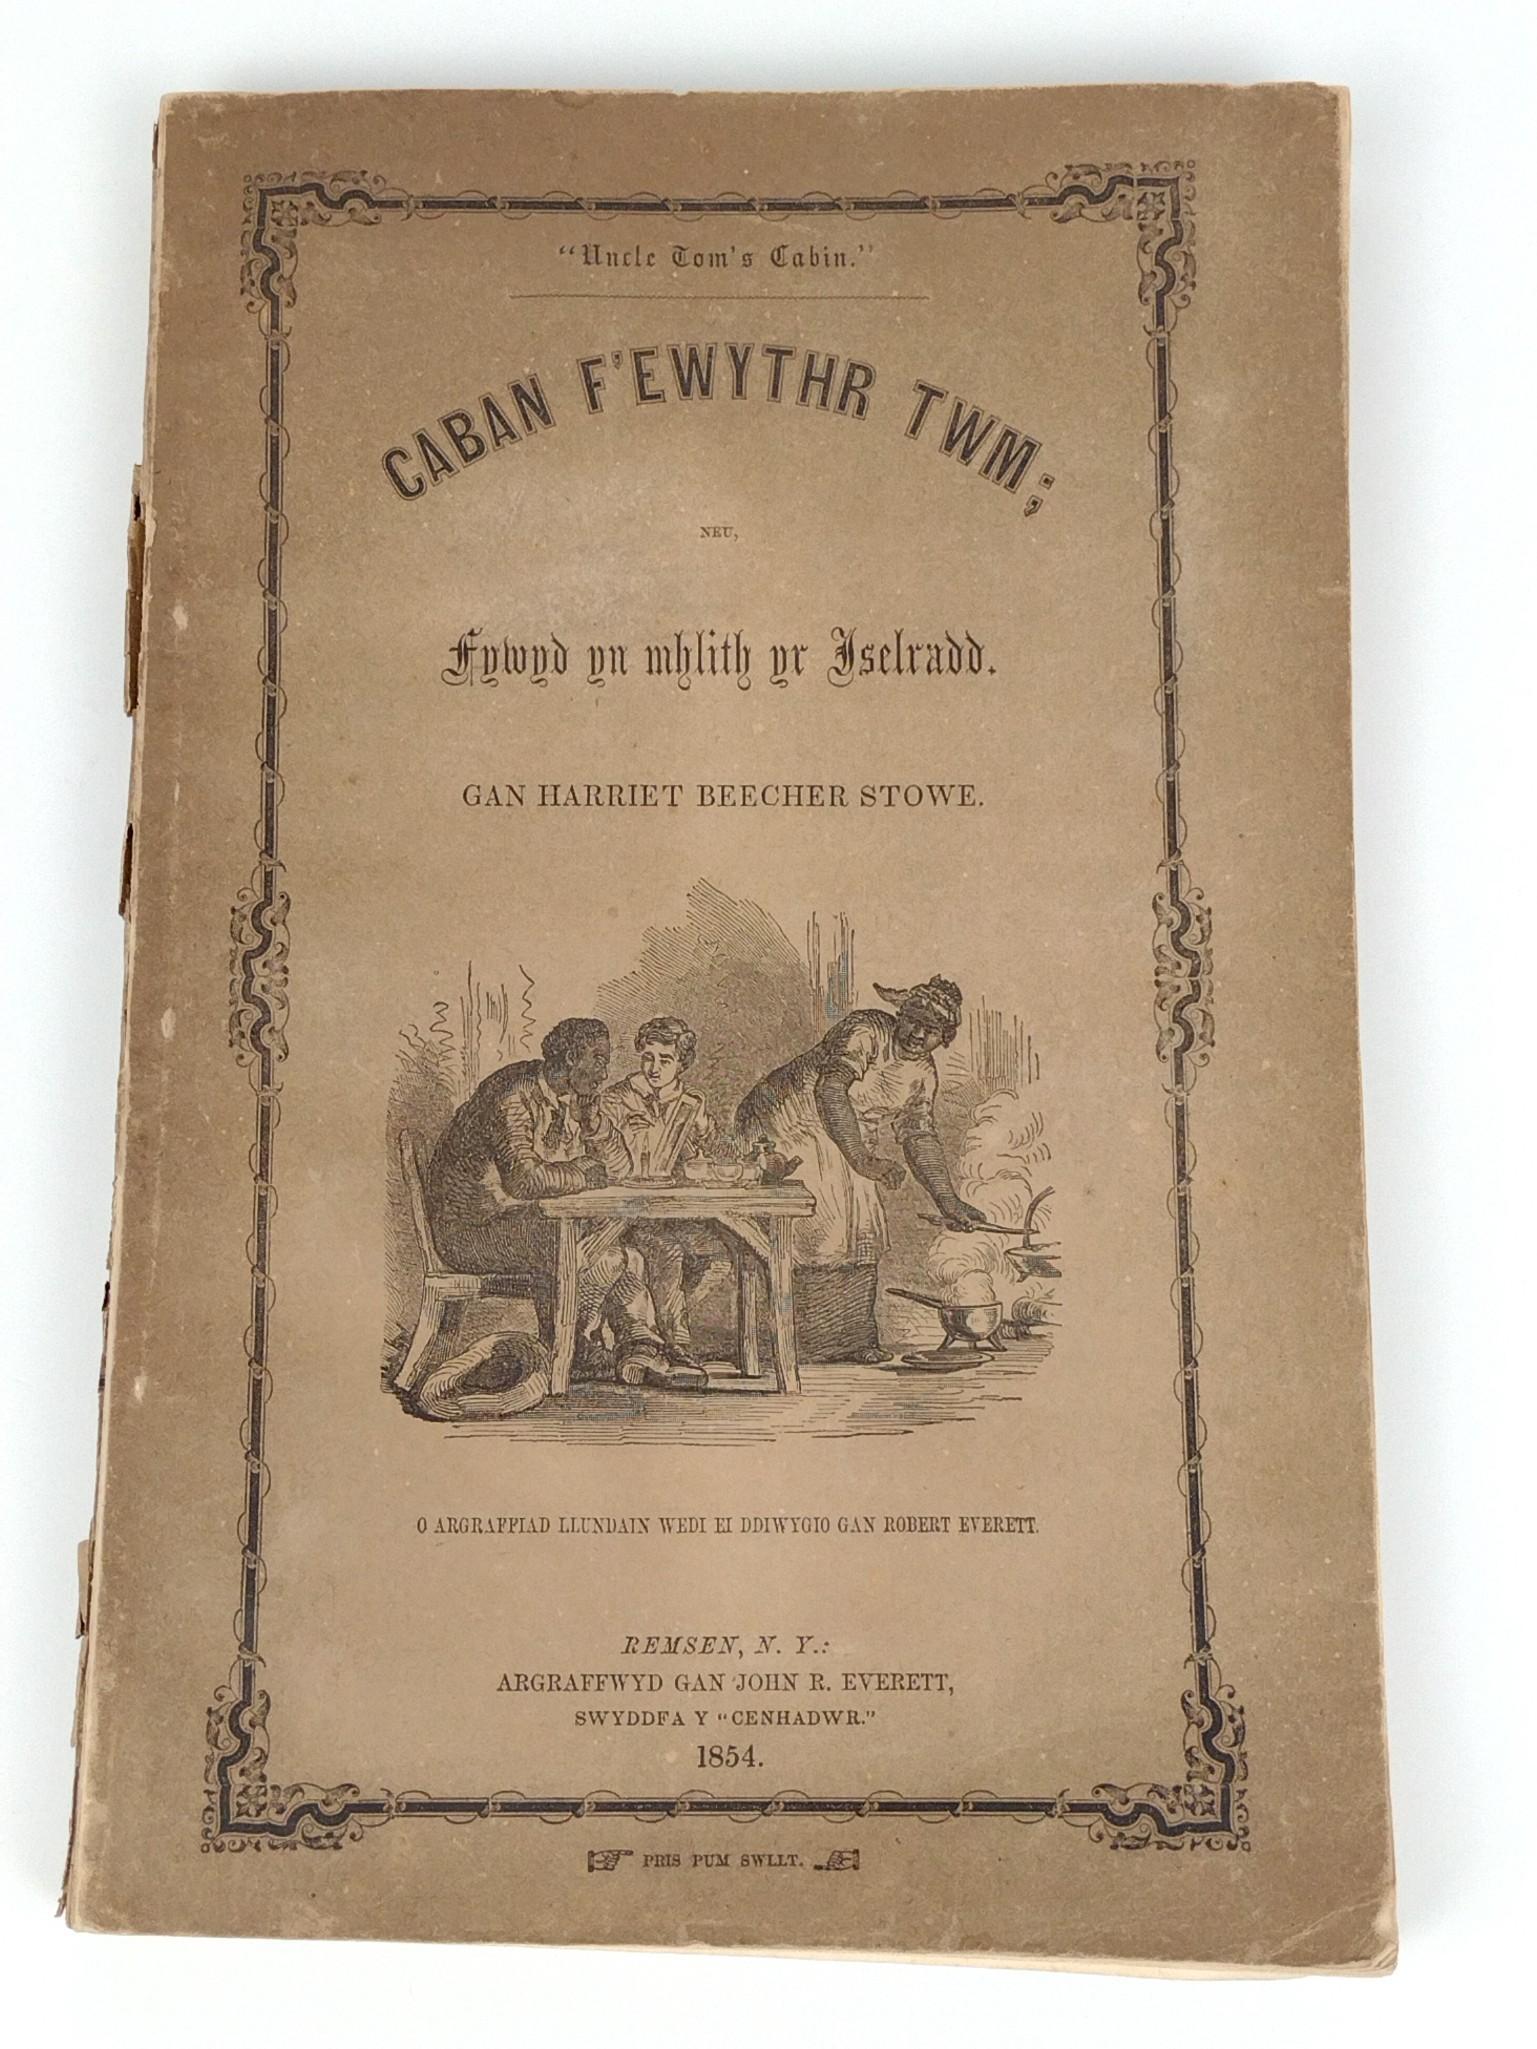 “Uncle Tom's Cabin.”
CABAN F'EWYTHR TWM;
NEU,
Fywyd yn mhlith yr Iselradd.
GAN HARRIET BEECHER STOWE.
O ARGRAFFIAD LLUNDAIN WEDI EI DDIWYGIO GAN ROBERT EVERETT.
REMSEN, N. Y.:
ARGRAFFWYD GAN JOHN R. EVERETT,
SWYDDFA Y “CENHADWR.”
1854.
PRIS PUM SWLLT.